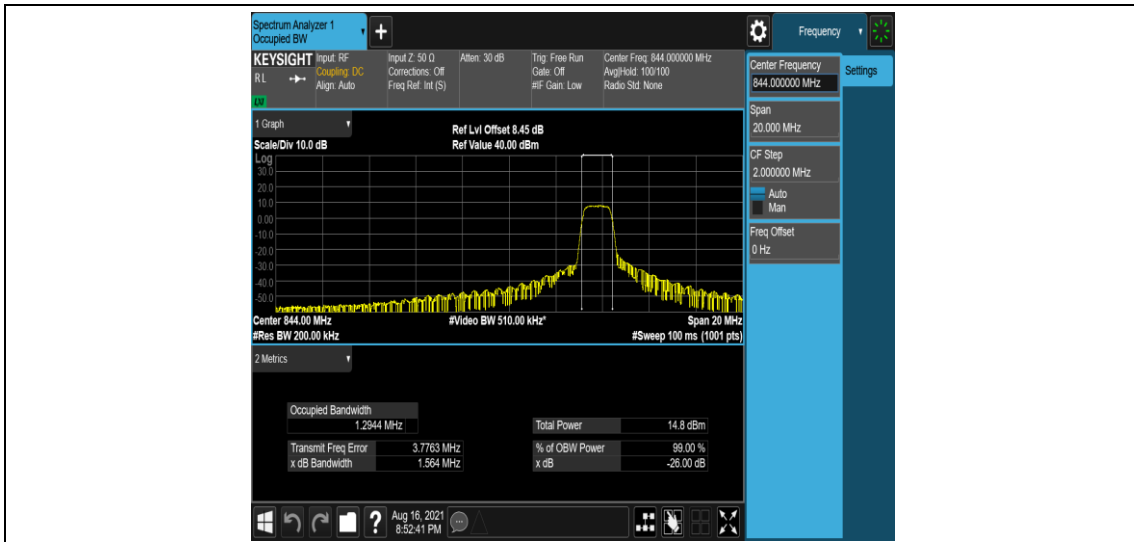 Spectrum Analyzer 1
Occupied BW
Frequency
KEYSIGHT
RL
LM
Input: RF
Coupling: DC
Align: Auto
Input Z: 50 Ω
Corrections: Off
Freq Ref: Int (S)
Atten: 30 dB
Trig: Free Run
Gate: Off
#IF Gain: Low
Center Freq: 844.000000 MHz
Avg|Hold: 100/100
Radio Std: None
Center Frequency
844.000000 MHz
Settings
Span
20.000 MHz
CF Step
2.000000 MHz
Auto
Man
Freq Offset
0 Hz
1 Graph
Scale/Div 10.0 dB
Ref Lvl Offset 8.45 dB
Ref Value 40.00 dBm
Log
30.0
20.0
10.0
0.00
-10.0
-20.0
-30.0
-40.0
-50.0
Center 844.00 MHz
#Video BW 510.00 kHz*
Span 20 MHz
#Res BW 200.00 kHz
#Sweep 100 ms (1001 pts)
2 Metrics
Occupied Bandwidth
1.2944 MHz
Total Power 14.8 dBm
Transmit Freq Error 3.7763 MHz
% of OBW Power 99.00 %
x dB Bandwidth 1.564 MHz
x dB -26.00 dB
?
Aug 16, 2021
8:52:41 PM